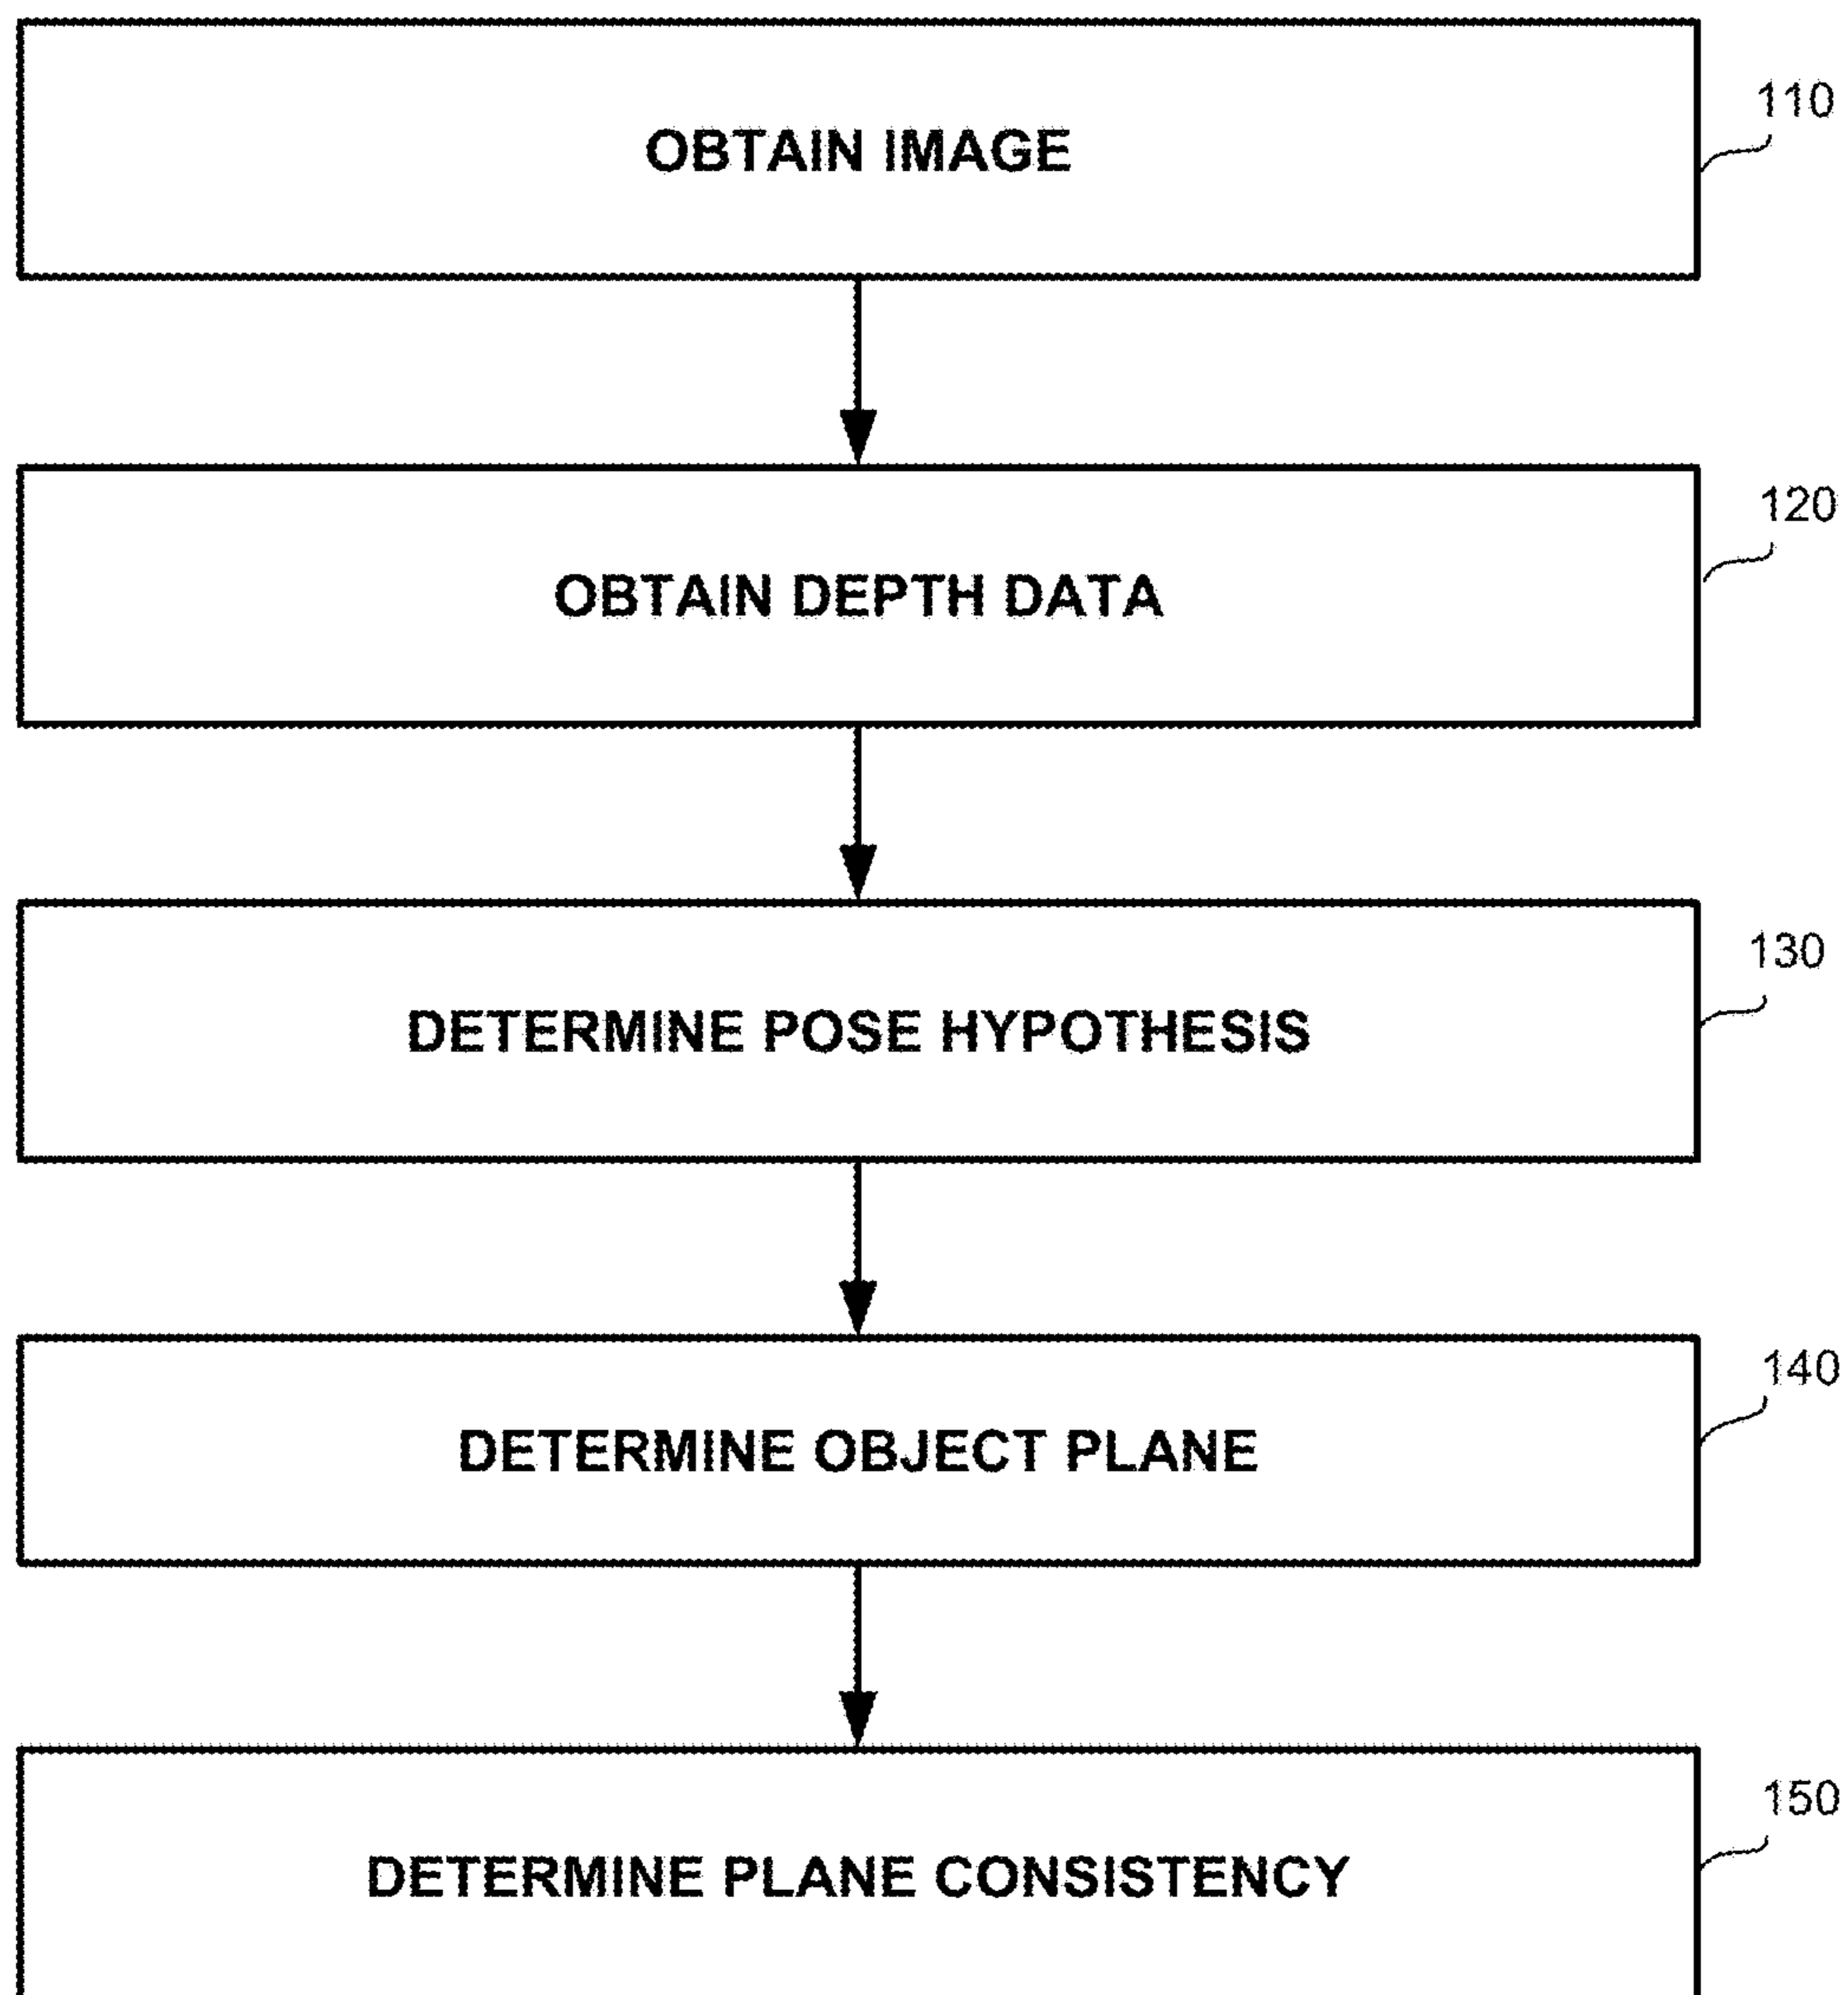 OBTAIN IMAGE
110
OBTAIN DEPTH DATA
120
DETERMINE POSE HYPOTHESIS
130
DETERMINE OBJECT PLANE
140
DETERMINE PLANE CONSISTENCY
150